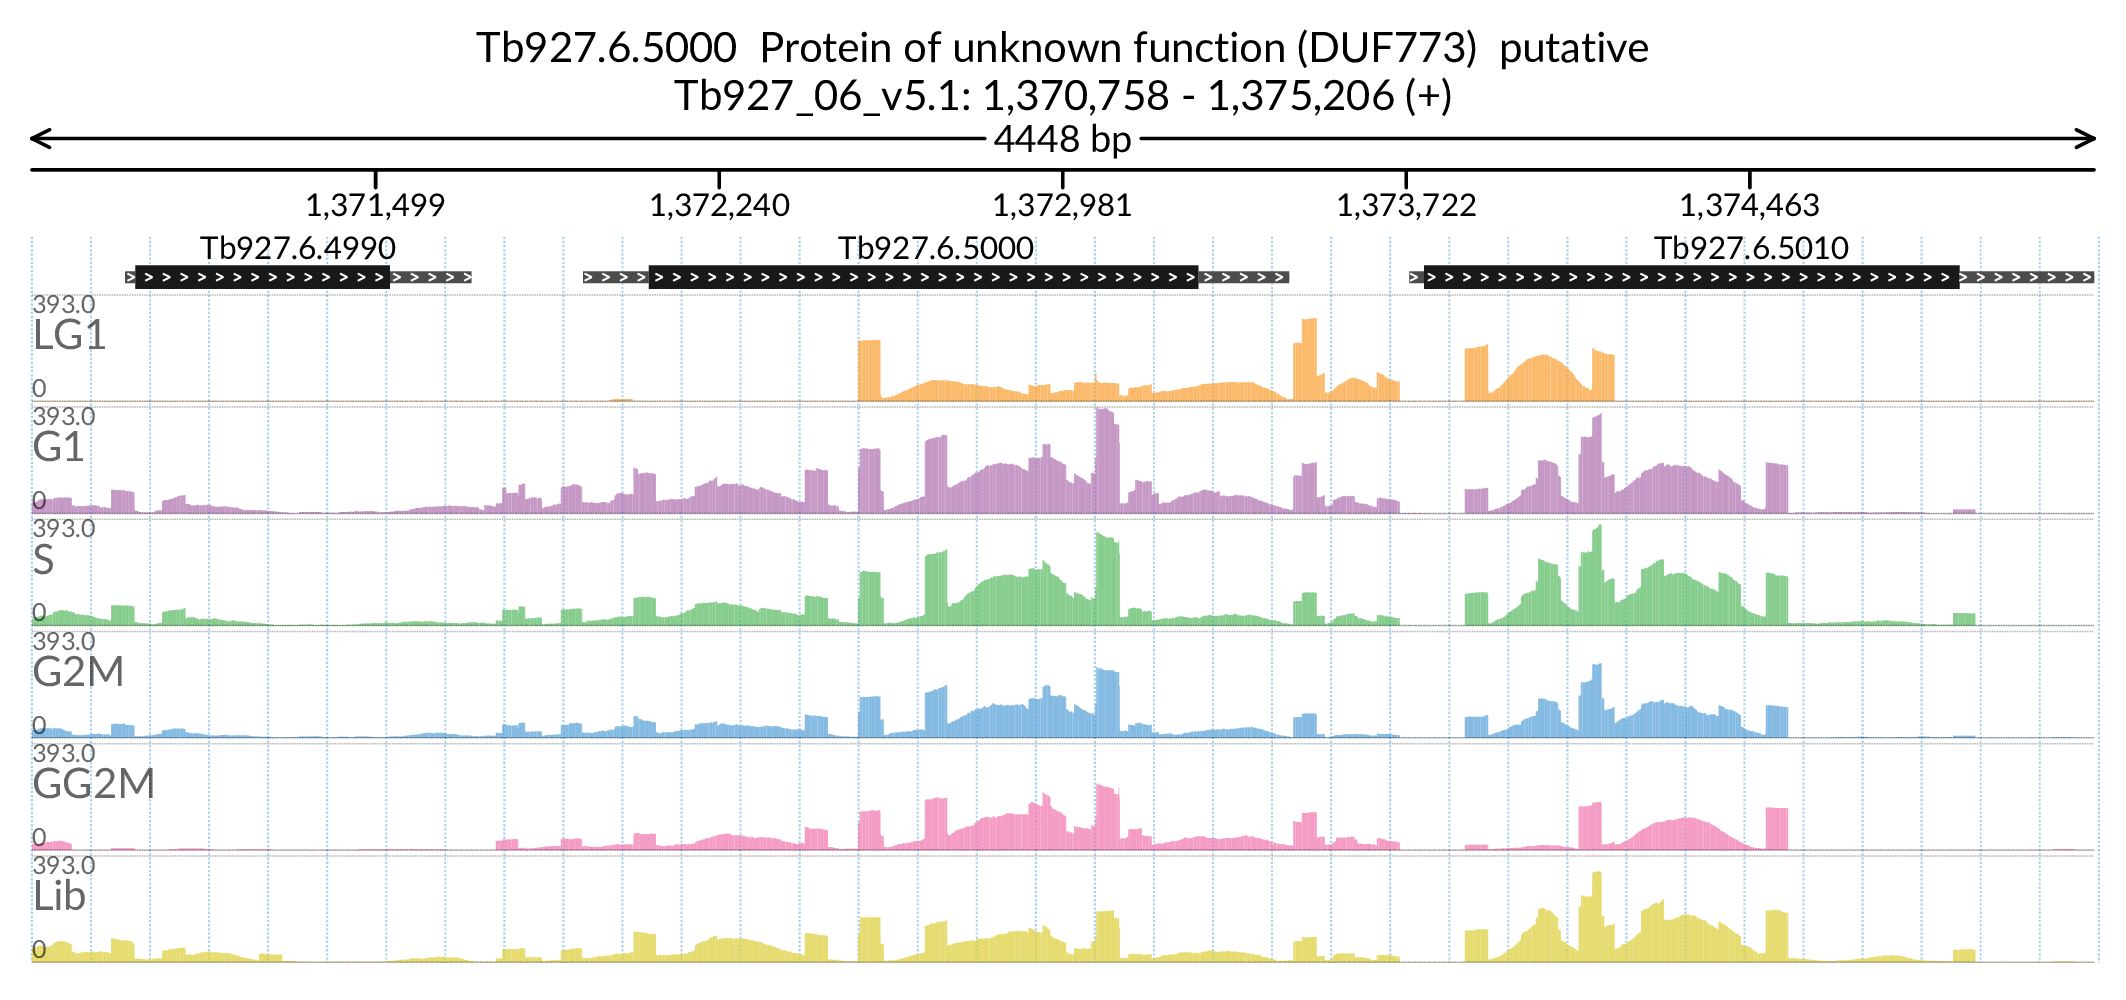 Tb927.6.5000  Protein of unknown function (DUF773)  putative
Tb927_06_v5.1: 1,370,758 - 1,375,206 (+)
4448 bp
1,371,499 1,372,240 1,372,981 1,373,722 1,374,463
Tb927.6.4990 Tb927.6.5000 Tb927.6.5010
393.0
LG1
0
393.0
G1
0
393.0
S
0
393.0
G2M
0
393.0
GG2M
0
393.0
Lib
0